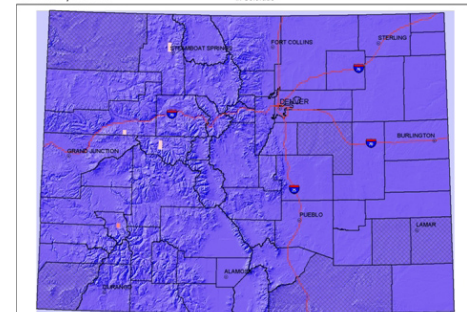 STEAMBOAT SPRINGS
FORT COLLINS
STERLING
DENVER
GRAND JUNCTION
BURLINGTON
PUEBLO
LAMAR
ALAMOSA
DURANGO